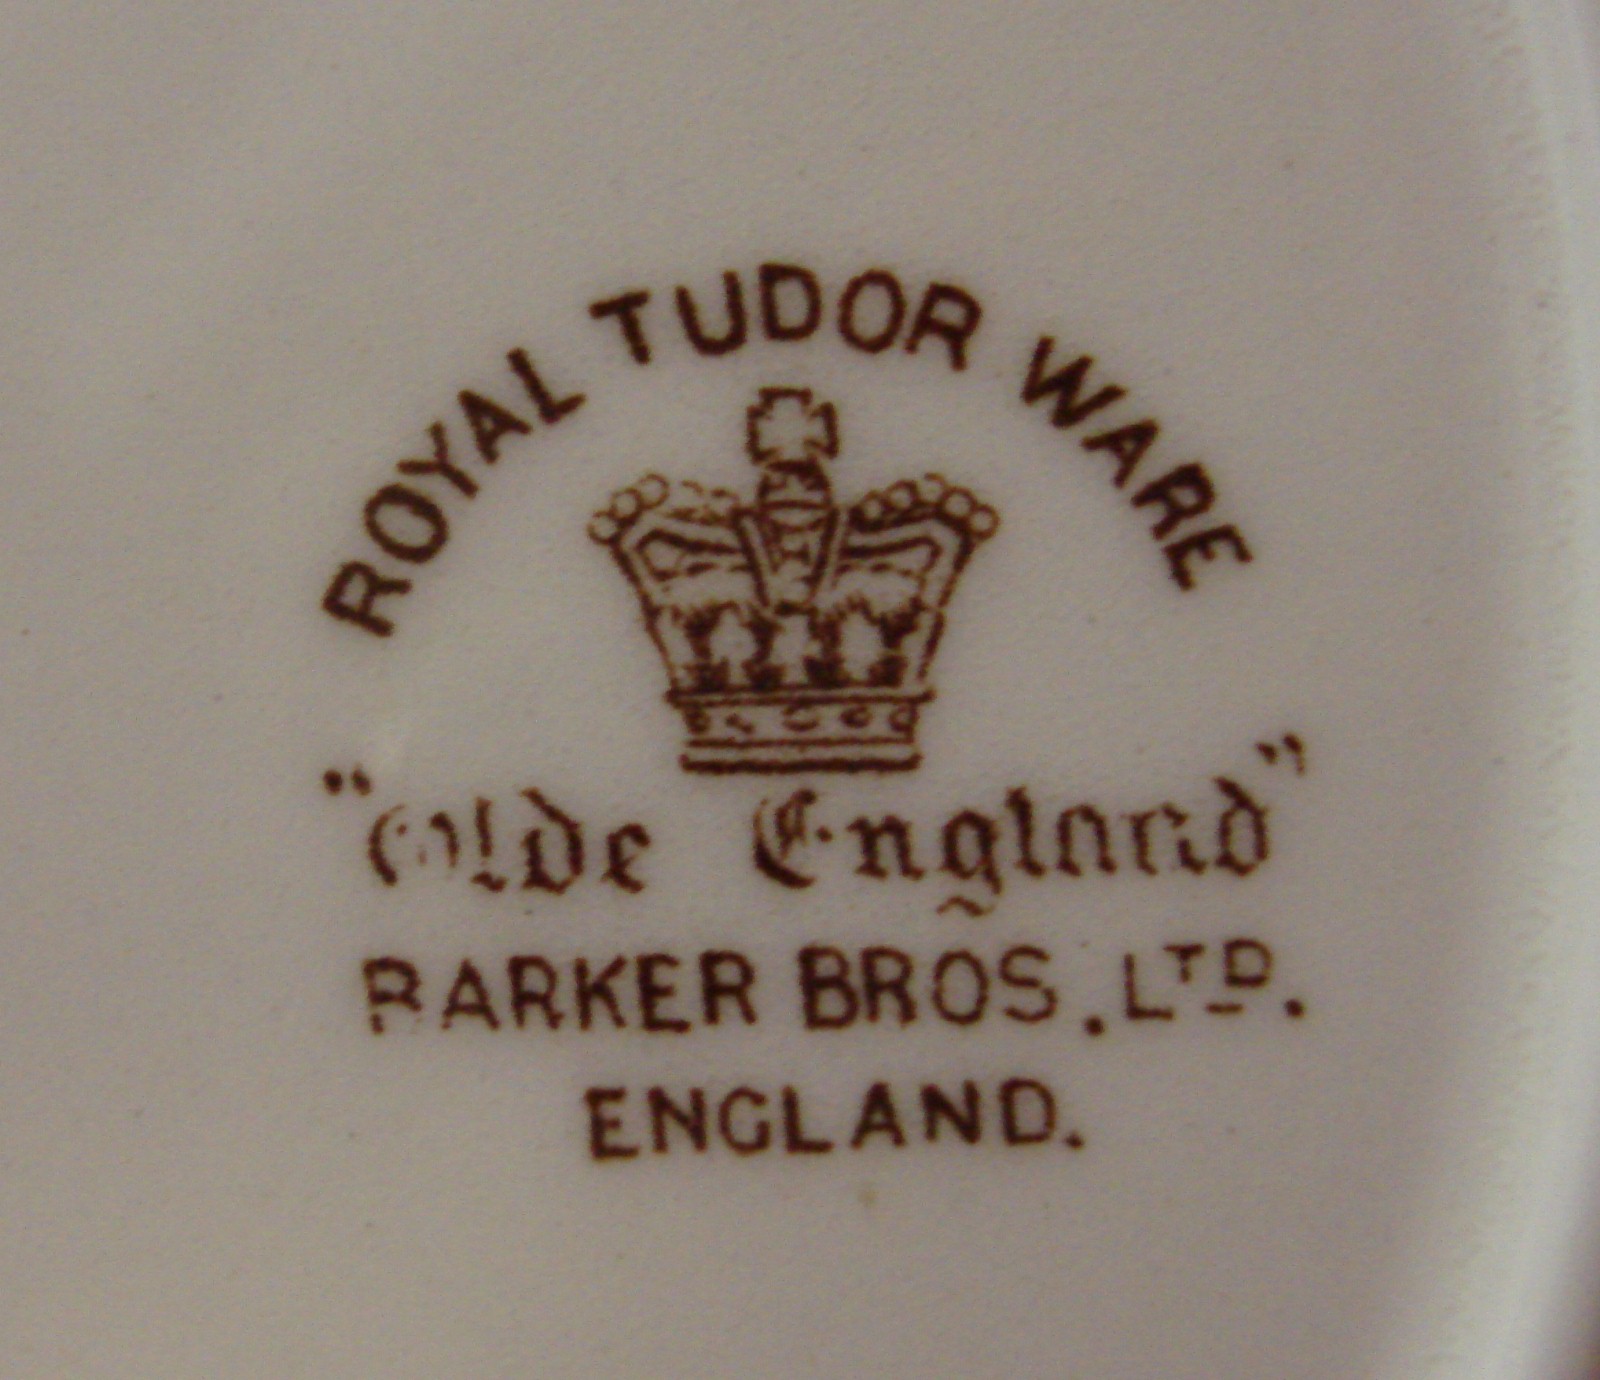 ROYAL TUDOR WARE
"Olde England"
BARKER BROS. LTD.
ENGLAND.